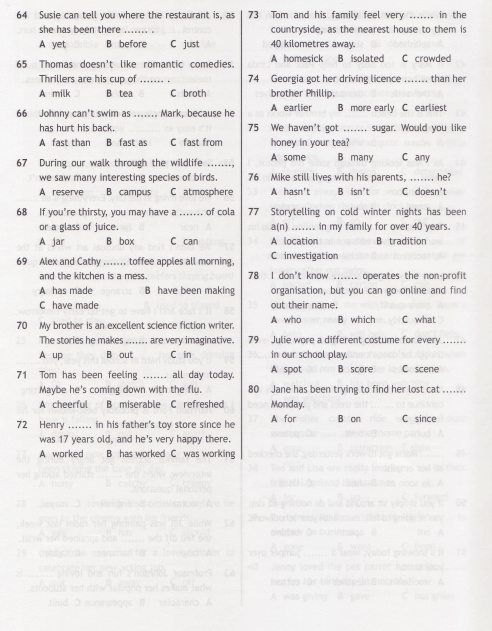 64 Susie can tell you where the restaurant is, as
she has been there ....... .
A yet B before C just
65 Thomas doesn't like romantic comedies.
Thrillers are his cup of ....... .
A milk B tea C broth
66 Johnny can't swim as ....... Mark, because he
has hurt his back.
A fast than B fast as C fast from
67 During our walk through the wildlife .......,
we saw many interesting species of birds.
A reserve B campus C atmosphere
68 If you're thirsty, you may have a ....... of cola
or a glass of juice.
A jar B box C can
69 Alex and Cathy ....... toffee apples all morning,
and the kitchen is a mess.
A has made B have been making
C have made
70 My brother is an excellent science fiction writer.
The stories he makes ....... are very imaginative.
A up B out C in
71 Tom has been feeling ....... all day today.
Maybe he's coming down with the flu.
A cheerful B miserable C refreshed
72 Henry ....... in his father's toy store since he
was 17 years old, and he's very happy there.
A worked B has worked C was working
73 Tom and his family feel very ....... in the
countryside, as the nearest house to them is
40 kilometres away.
A homesick B isolated C crowded
74 Georgia got her driving licence ....... than her
brother Phillip.
A earlier B more early C earliest
75 We haven't got ....... sugar. Would you like
honey in your tea?
A some B many C any
76 Mike still lives with his parents, ....... he?
A hasn't B isn't C doesn't
77 Storytelling on cold winter nights has been
a(n) ....... in my family for over 40 years.
A location B tradition
C investigation
78 I don't know ....... operates the non-profit
organisation, but you can go online and find
out their name.
A who B which C what
79 Julie wore a different costume for every .......
in our school play.
A spot B score C scene
80 Jane has been trying to find her lost cat .......
Monday.
A for B on C since